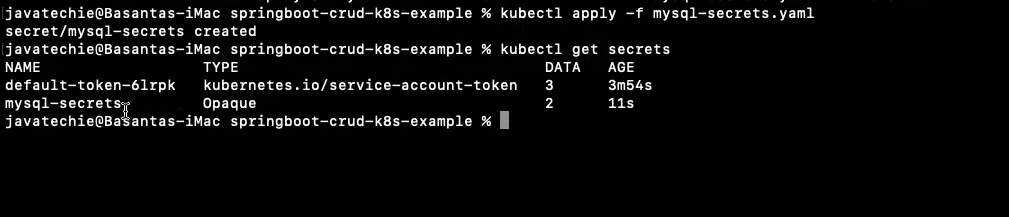 javatechie@Basantas-iMac springboot-crud-k8s-example % kubectl apply -f mysql-secrets.yaml
secret/mysql-secrets created
javatechie@Basantas-iMac springboot-crud-k8s-example % kubectl get secrets
NAME TYPE DATA AGE
default-token-6lrpk kubernetes.io/service-account-token 3 3m54s
mysql-secrets Opaque 2 11s
javatechie@Basantas-iMac springboot-crud-k8s-example %